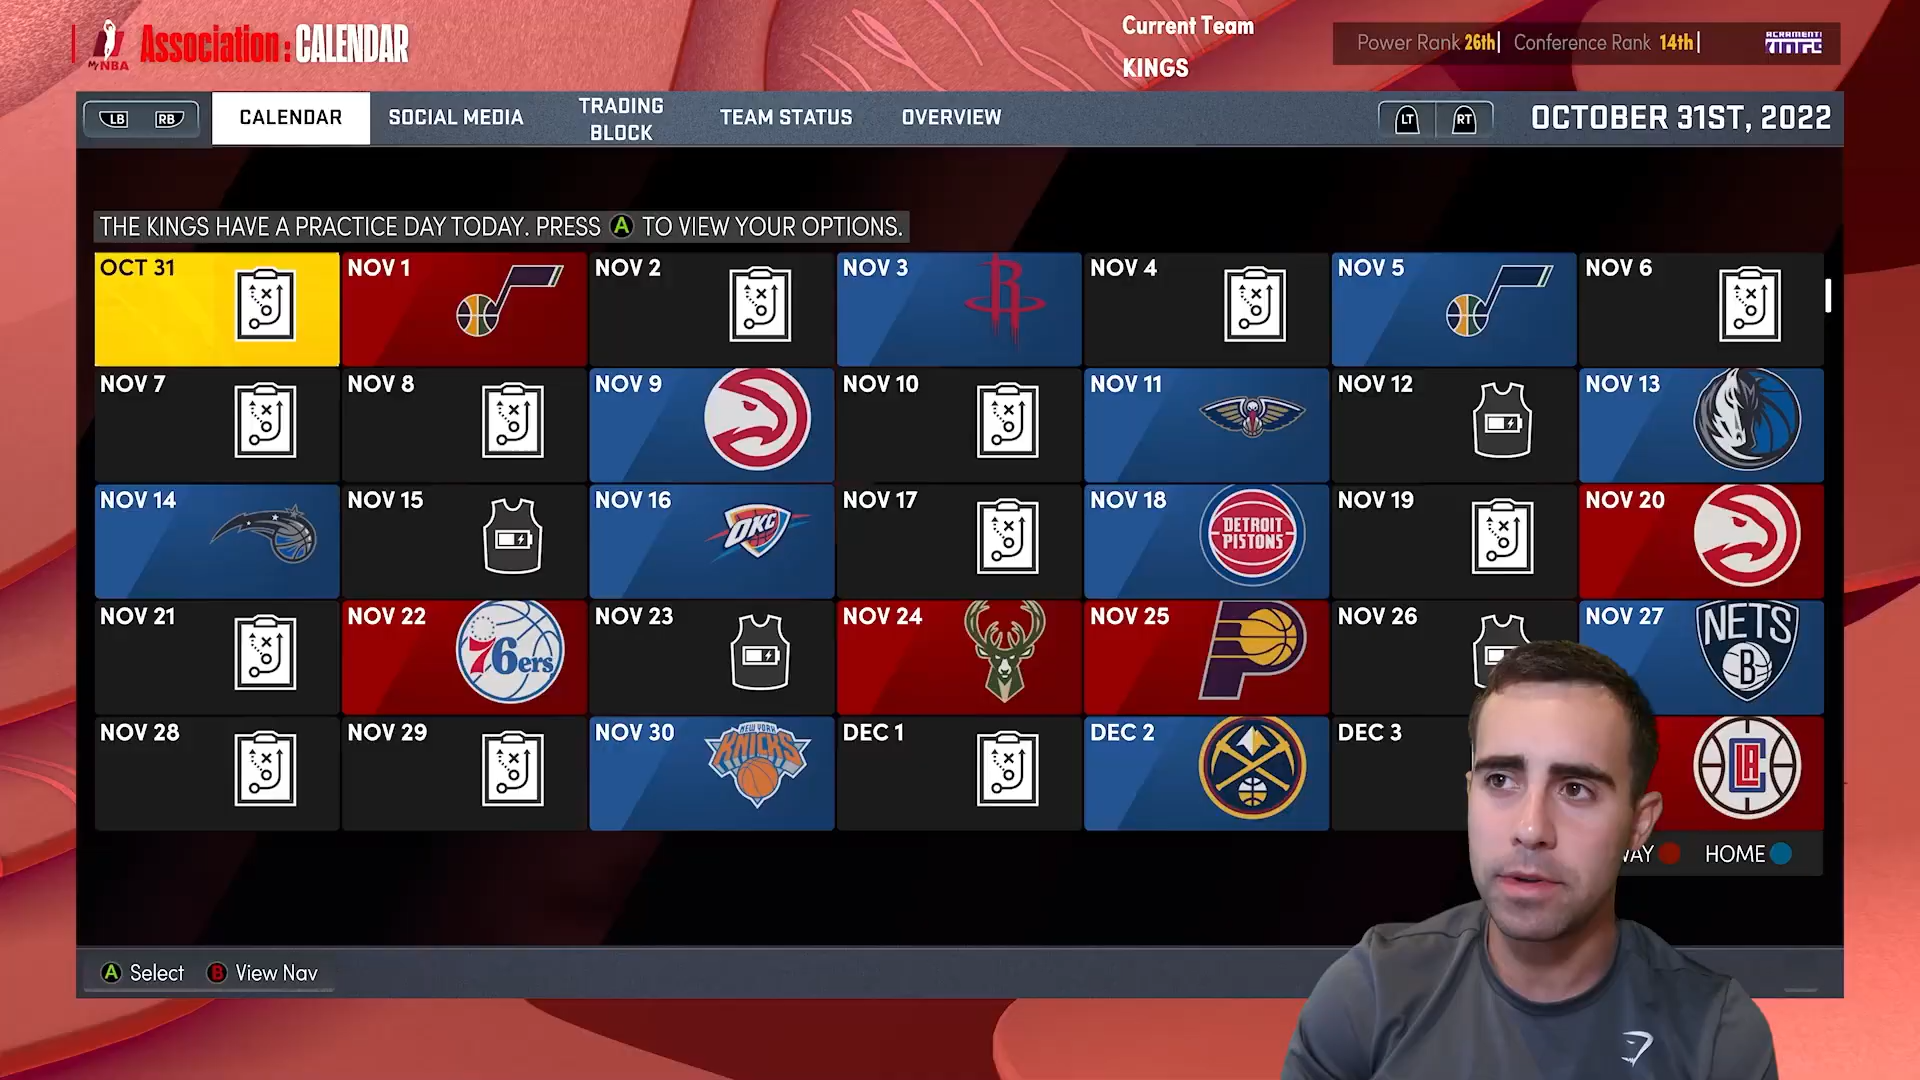 Current Team
MyNBA
Association: CALENDAR
KINGS
Power Rank 26th| Conference Rank 14th|
LB RB
CALENDAR
SOCIAL MEDIA
TRADING
BLOCK
TEAM STATUS
OVERVIEW
LT RT
OCTOBER 31ST, 2022
THE KINGS HAVE A PRACTICE DAY TODAY. PRESS A TO VIEW YOUR OPTIONS.
OCT 31
NOV 1
NOV 2
NOV 3
R
NOV 4
NOV 5
NOV 6
NOV 7
NOV 8
NOV 9
NOV 10
NOV 11
NOV 12
NOV 13
NOV 14
NOV 15
NOV 16
OKC
NOV 17
NOV 18
DETROIT
PISTONS
NOV 19
NOV 20
NOV 21
NOV 22
76ers
NOV 23
NOV 24
NOV 25
NOV 26
NOV 27
NETS
B
NOV 28
NOV 29
NOV 30
NEW YORK
KNICKS
DEC 1
DEC 2
DEC 3
LAC
HOME
A Select B View Nav